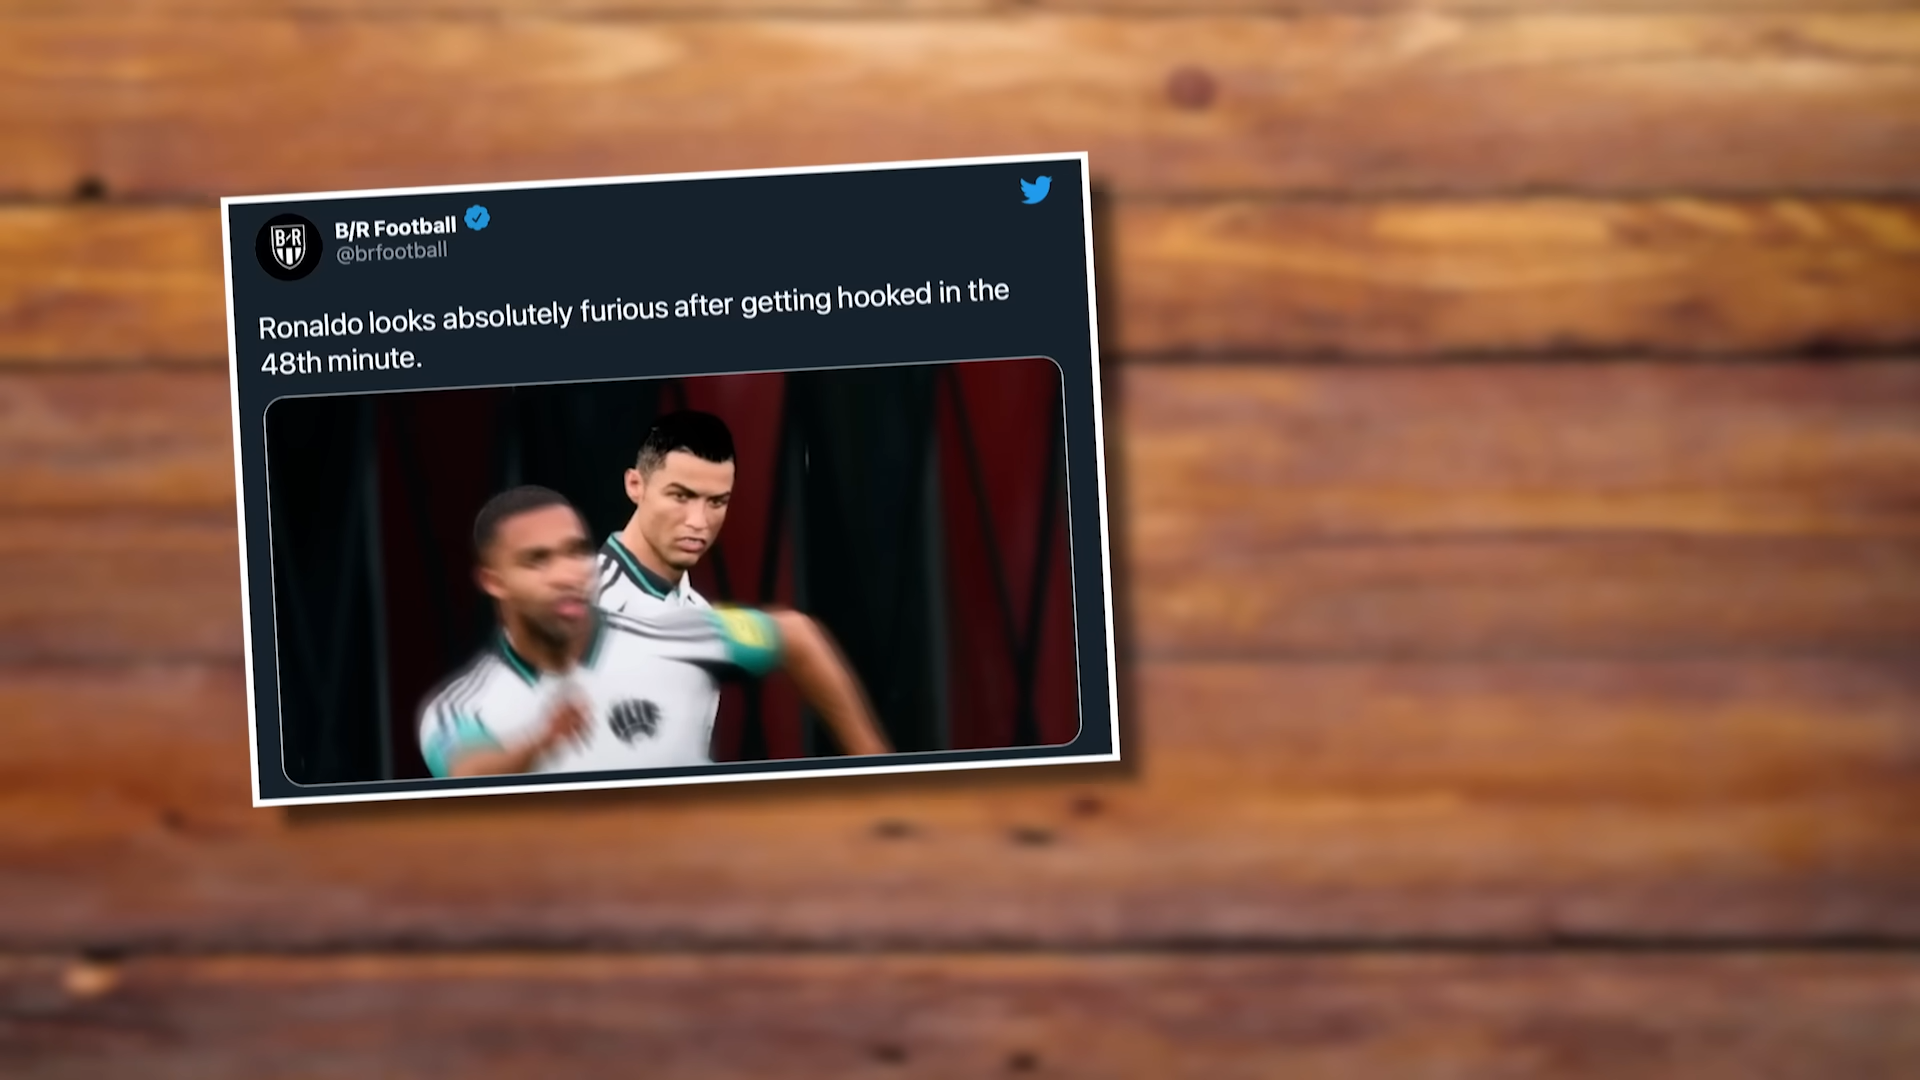 B/R Football
@brfootball
Ronaldo looks absolutely furious after getting hooked in the
48th minute.
B/R